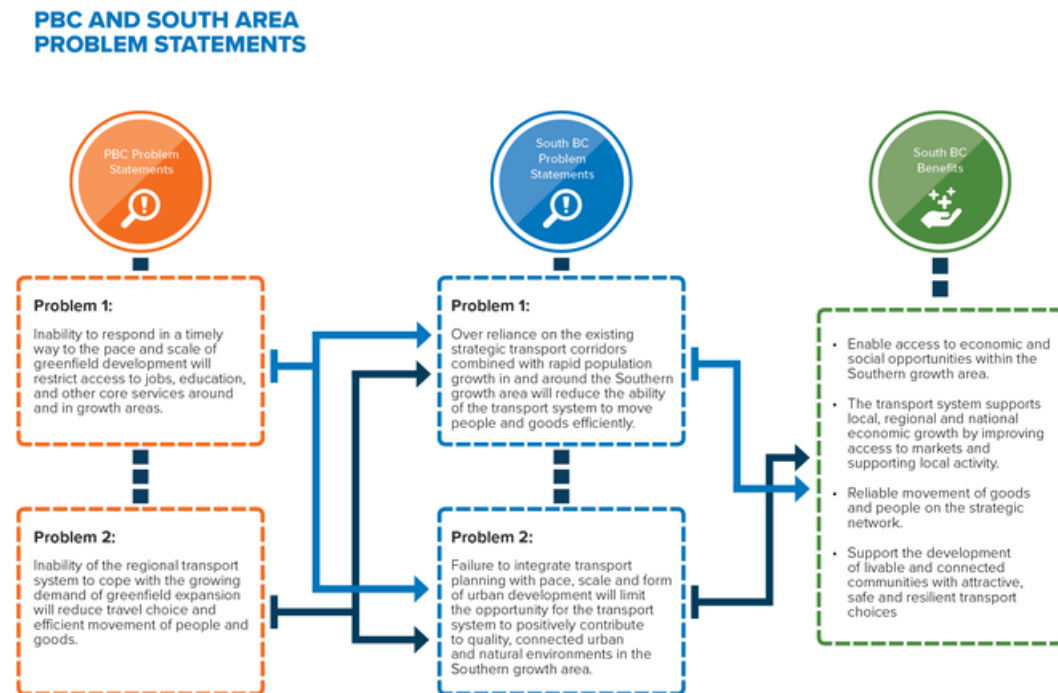 PBC AND SOUTH AREA
PROBLEM STATEMENTS
PBC Problem
Statements
Problem 1:
Inability to respond in a timely
way to the pace and scale of
greenfield development will
restrict access to jobs, education,
and other core services around
and in growth areas.
Problem 2:
Inability of the regional transport
system to cope with the growing
demand of greenfield expansion
will reduce travel choice and
efficient movement of people and
goods.
South BC
Problem
Statements
Problem 1:
Over reliance on the existing
strategic transport corridors
combined with rapid population
growth in and around the Southern
growth area will reduce the ability
of the transport system to move
people and goods efficiently.
Problem 2:
Failure to integrate transport
planning with pace, scale and form
of urban development will limit
the opportunity for the transport
system to positively contribute
to quality, connected urban
and natural environments in the
Southern growth area.
South BC
Benefits
• Enable access to economic and
social opportunities within the
Southern growth area.
• The transport system supports
local, regional and national
economic growth by improving
access to markets and
supporting local activity.
• Reliable movement of goods
and people on the strategic
network.
• Support the development
of livable and connected
communities with attractive,
safe and resilient transport
choices